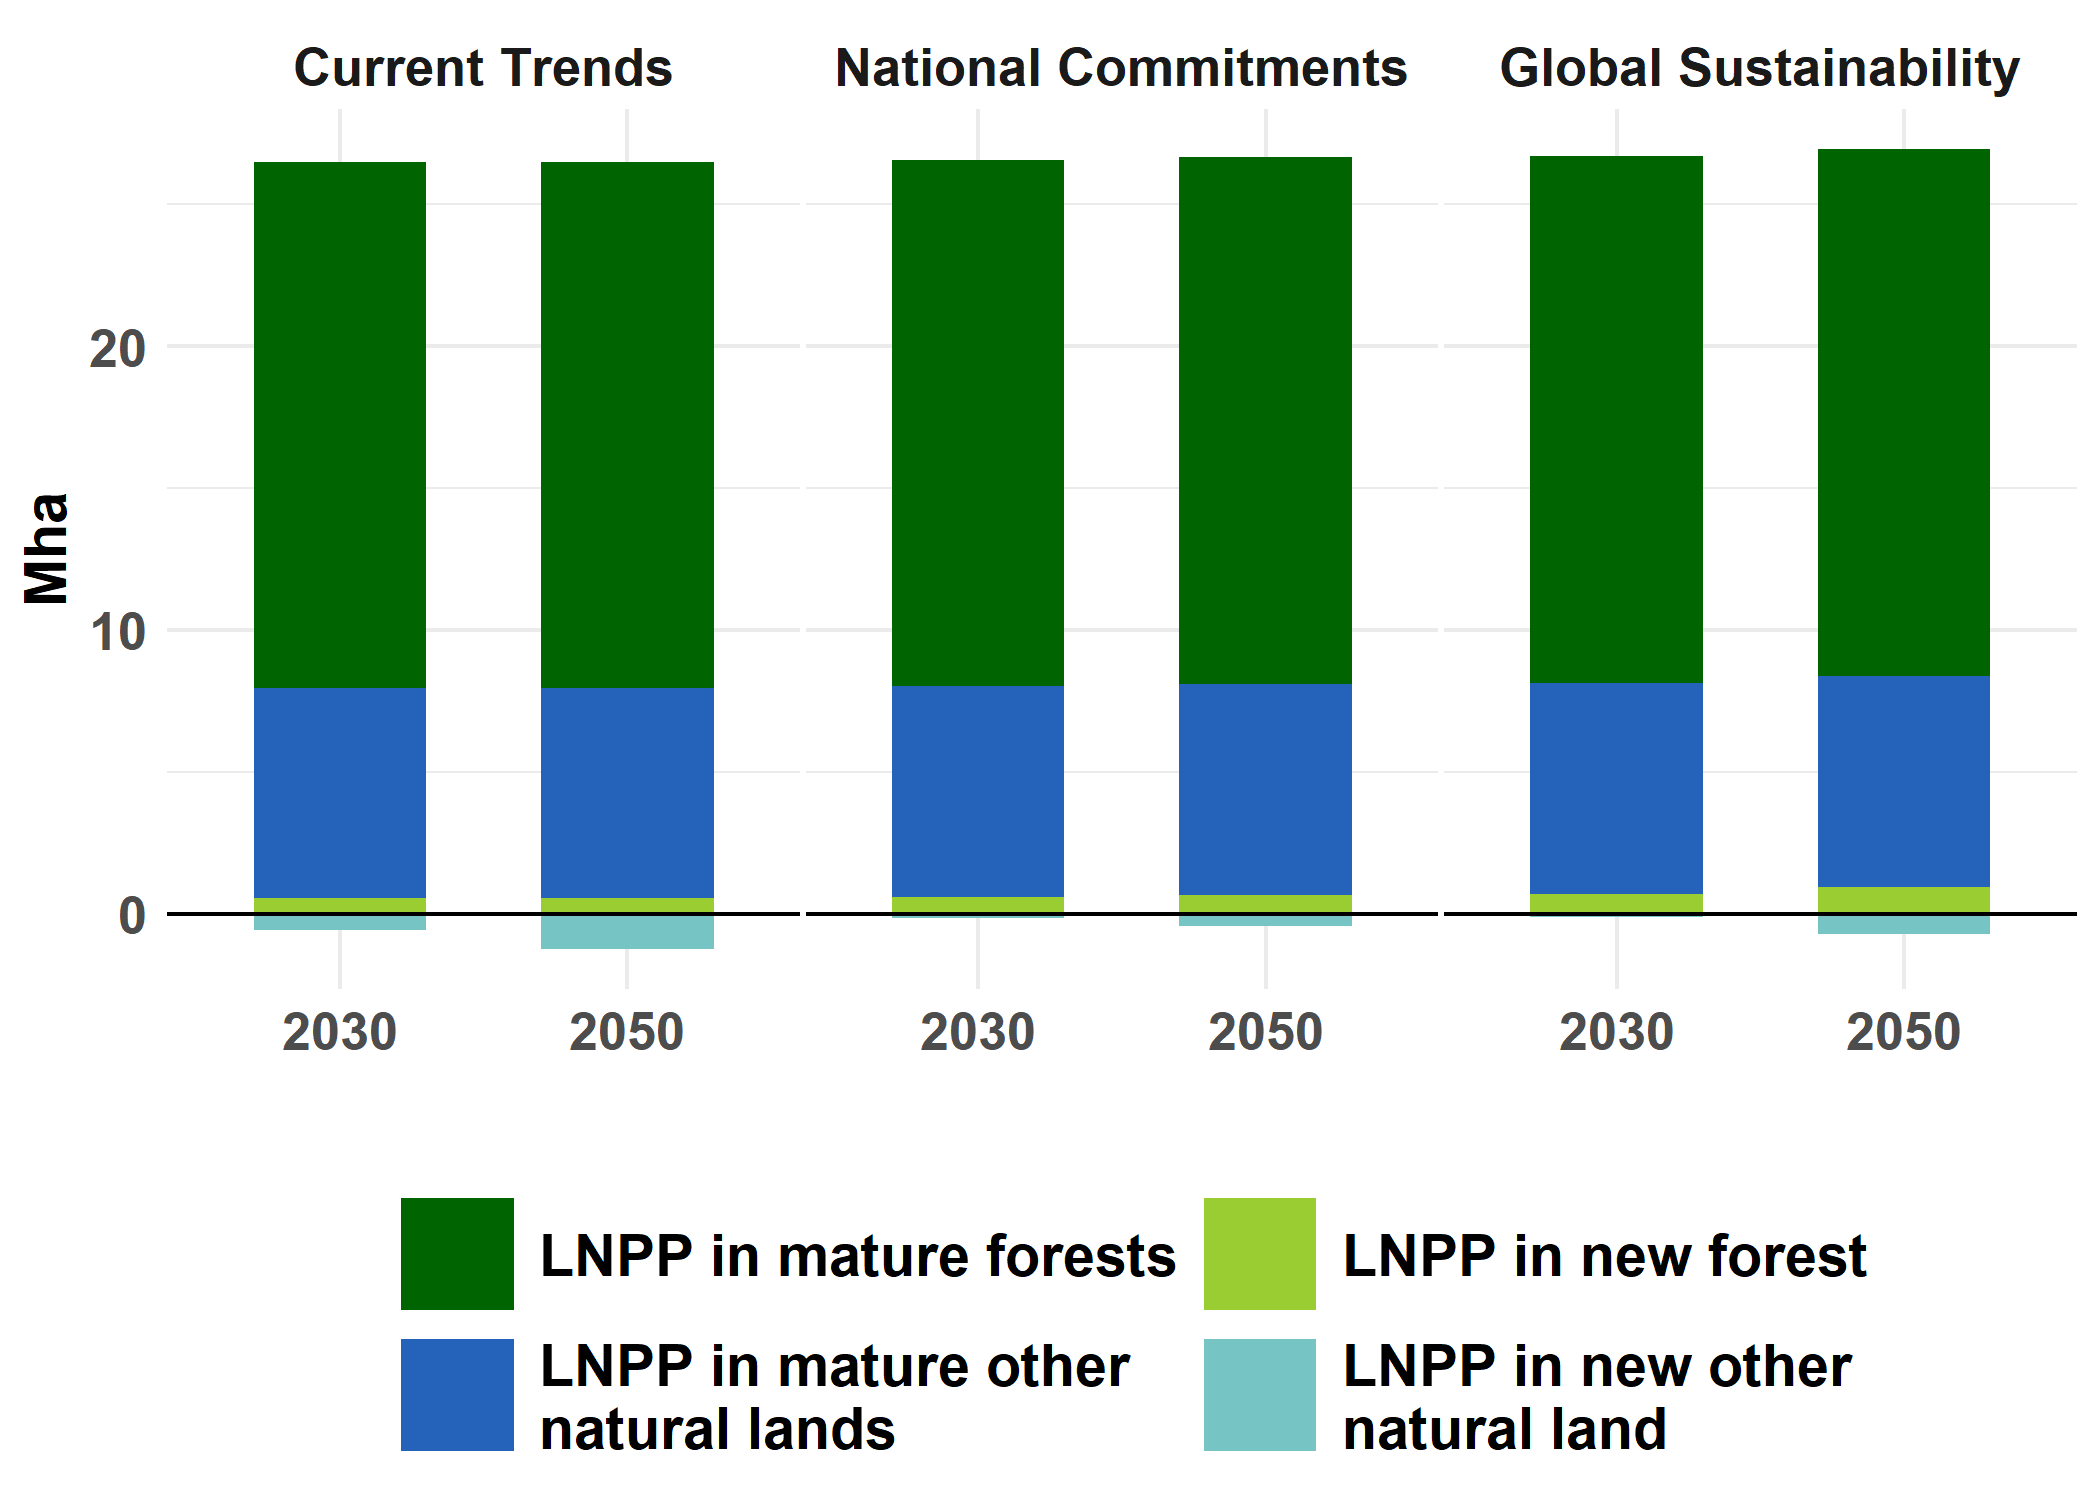 Current Trends
National Commitments
Global Sustainability
Mha
20
10
0
2030
2050
2030
2050
2030
2050
LNPP in mature forests
LNPP in new forest
LNPP in mature other
natural lands
LNPP in new other
natural land